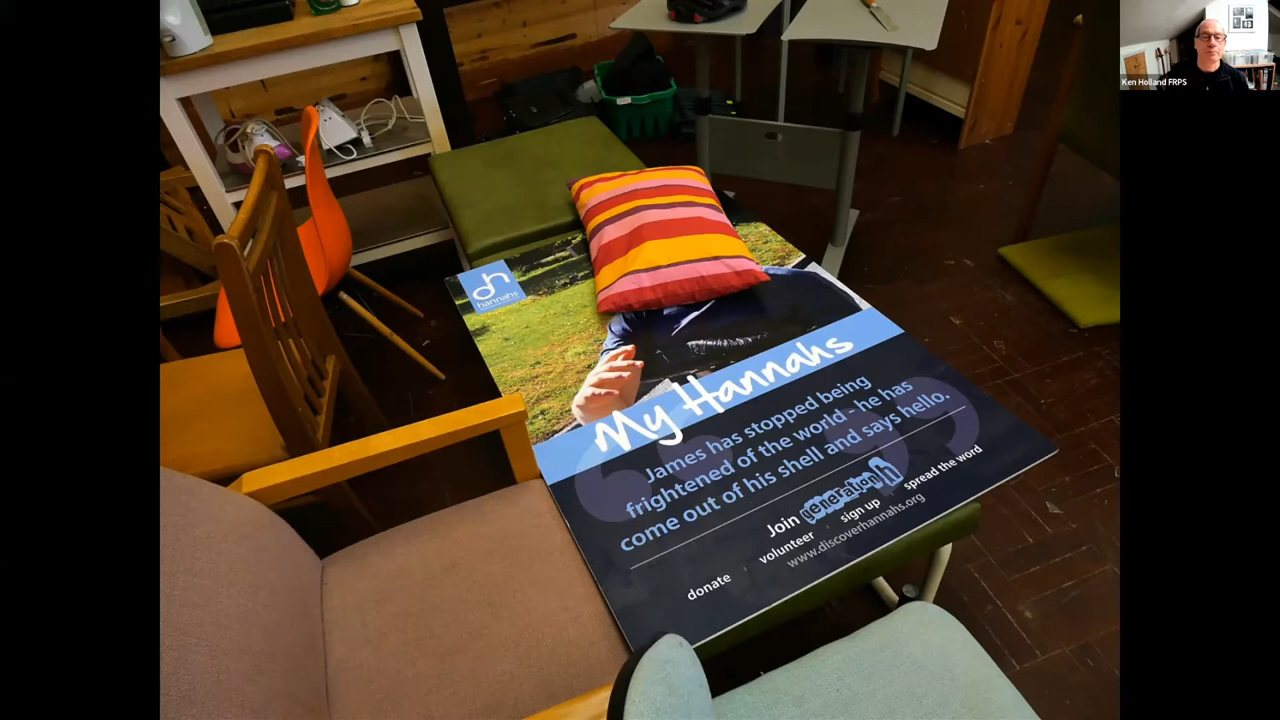 Ken Holland FRPS
hannahs
My Hannahs
James has stopped being
frightened of the world - he has
come out of his shell and says hello.
Join generation h
donate volunteer sign up spread the word
www.discoverhannahs.org